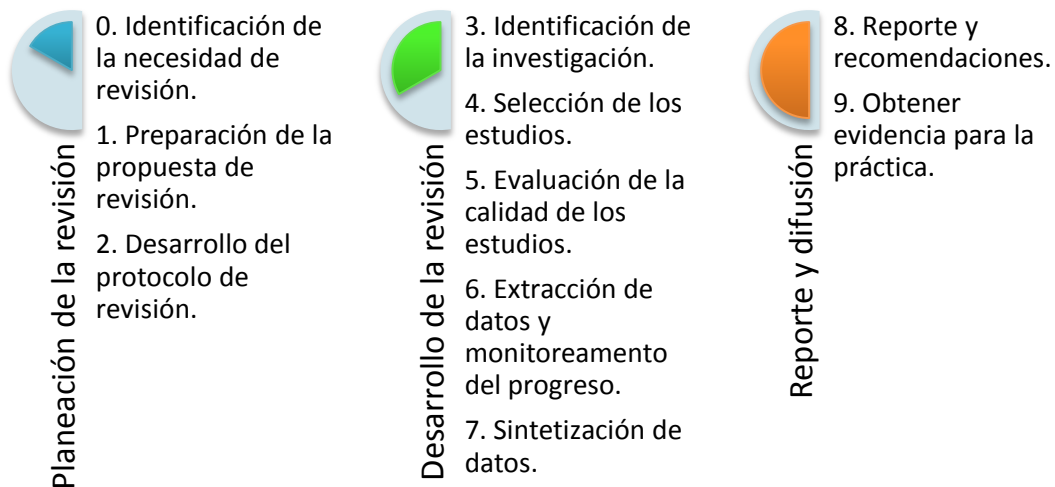 Planeación de la revisión
0. Identificación de
la necesidad de
revisión.
1. Preparación de la
propuesta de
revisión.
2. Desarrollo del
protocolo de
revisión.
Desarrollo de la revisión
3. Identificación de
la investigación.
4. Selección de los
estudios.
5. Evaluación de la
calidad de los
estudios.
6. Extracción de
datos y
monitoreamento
del progreso.
7. Sintetización de
datos.
Reporte y difusión
8. Reporte y
recomendaciones.
9. Obtener
evidencia para la
práctica.